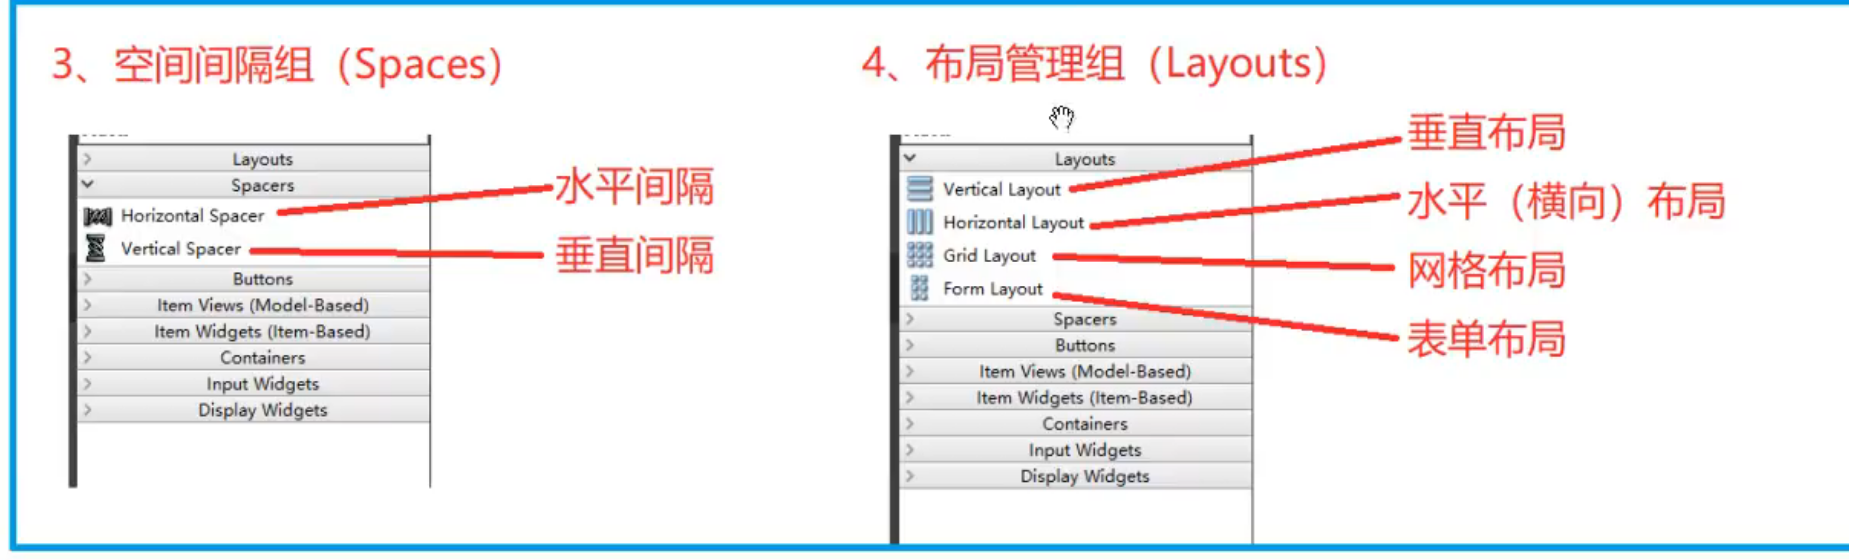 3、空间间隔组（Spaces）
Layouts
Spacers
Horizontal Spacer
水平间隔
Vertical Spacer
垂直间隔
Buttons
Item Views (Model-Based)
Item Widgets (Item-Based)
Containers
Input Widgets
Display Widgets
4、布局管理组（Layouts）
Layouts
Vertical Layout
垂直布局
Horizontal Layout
水平（横向）布局
Grid Layout
网格布局
Form Layout
表单布局
Spacers
Buttons
Item Views (Model-Based)
Item Widgets (Item-Based)
Containers
Input Widgets
Display Widgets